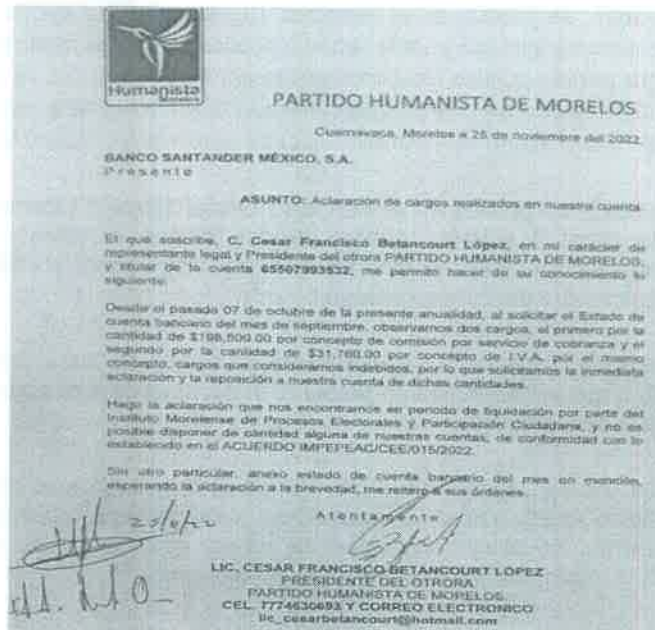 Humanista
Morelos
PARTIDO HUMANISTA DE MORELOS
Cuernavaca, Morelos a 25 de noviembre del 2022.
BANCO SANTANDER MÉXICO, S.A.
Presente
ASUNTO: Aclaración de cargos realizados en nuestra cuenta.
El que suscribe, C. Cesar Francisco Betancourt López, en mi carácter de
representante legal y Presidente del otrora PARTIDO HUMANISTA DE MORELOS,
y titular de la cuenta 65507993532, me permito hacer de su conocimiento lo
siguiente:
Desde el pasado 07 de octubre de la presente anualidad, al solicitar el Estado de
cuenta bancario del mes de septiembre, observamos dos cargos, el primero por la
cantidad de $198,500.00 por concepto de comisión por servicio de cobranza y el
segundo por la cantidad de $31,760.00 por concepto de I.V.A. por el mismo
concepto, cargos que consideramos indebidos, por lo que solicitamos la inmediata
aclaración y la reposición a nuestra cuenta de dichas cantidades.
Hago la aclaración que nos encontramos en periodo de liquidación por parte del
Instituto Morelense de Procesos Electorales y Participación Ciudadana, y no es
posible disponer de cantidad alguna de nuestras cuentas, de conformidad con lo
establecido en el ACUERDO IMPEPEAC/CEE/015/2022.
Sin otro particular, anexo estado de cuenta bancario del mes en mención,
esperando la aclaración a la brevedad, me reitero a sus órdenes.
Atentamente
LIC. CESAR FRANCISCO BETANCOURT LÓPEZ
PRESIDENTE DEL OTRORA
PARTIDO HUMANISTA DE MORELOS.
CEL. 7774630693 Y CORREO ELECTRONICO
lic_cesarbetancourt@hotmail.com